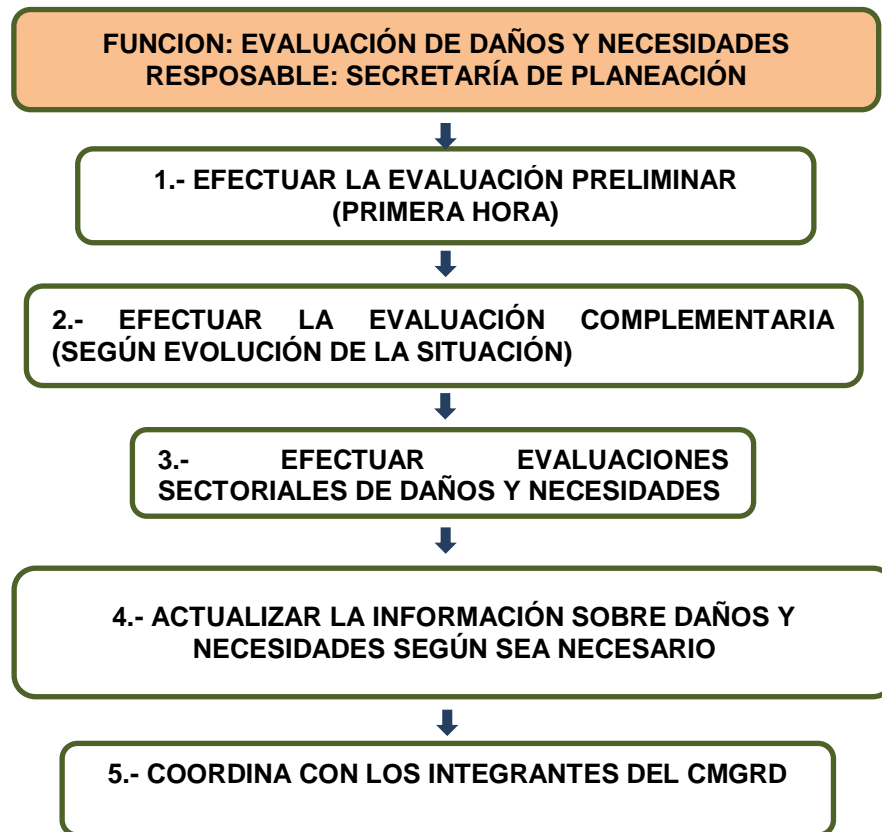 FUNCION: EVALUACIÓN DE DAÑOS Y NECESIDADES
RESPOSABLE: SECRETARÍA DE PLANEACIÓN
1.- EFECTUAR LA EVALUACIÓN PRELIMINAR
(PRIMERA HORA)
2.- EFECTUAR LA EVALUACIÓN COMPLEMENTARIA
(SEGÚN EVOLUCIÓN DE LA SITUACIÓN)
3.- EFECTUAR EVALUACIONES
SECTORIALES DE DAÑOS Y NECESIDADES
4.- ACTUALIZAR LA INFORMACIÓN SOBRE DAÑOS Y
NECESIDADES SEGÚN SEA NECESARIO
5.- COORDINA CON LOS INTEGRANTES DEL CMGRD